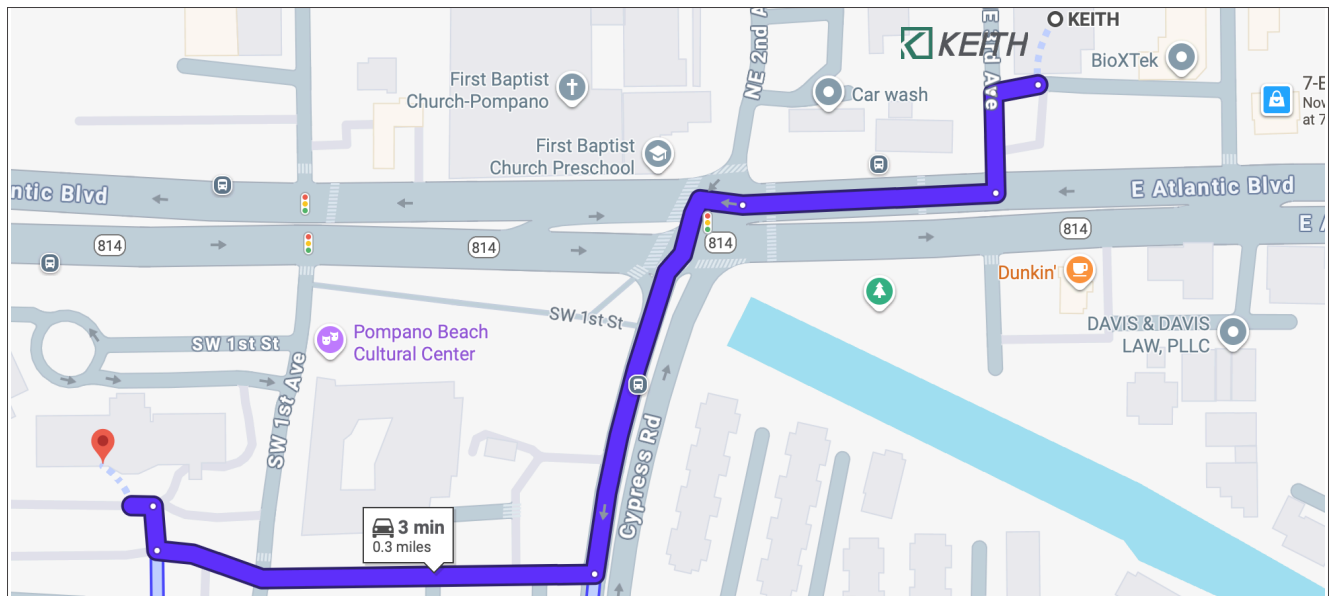 KEITH
KEITH
BioXTek
NE 2nd A
E 3rd Ave
First Baptist
Church-Pompano
Car wash
7-E
Nov
at 7
First Baptist
Church Preschool
ntic Blvd
E Atlantic Blvd
E A
814
814
814
814
Dunkin'
SW 1st St
DAVIS & DAVIS
LAW, PLLC
Pompano Beach
Cultural Center
SW 1st St
SW 1st Ave
Cypress Rd
3 min
0.3 miles